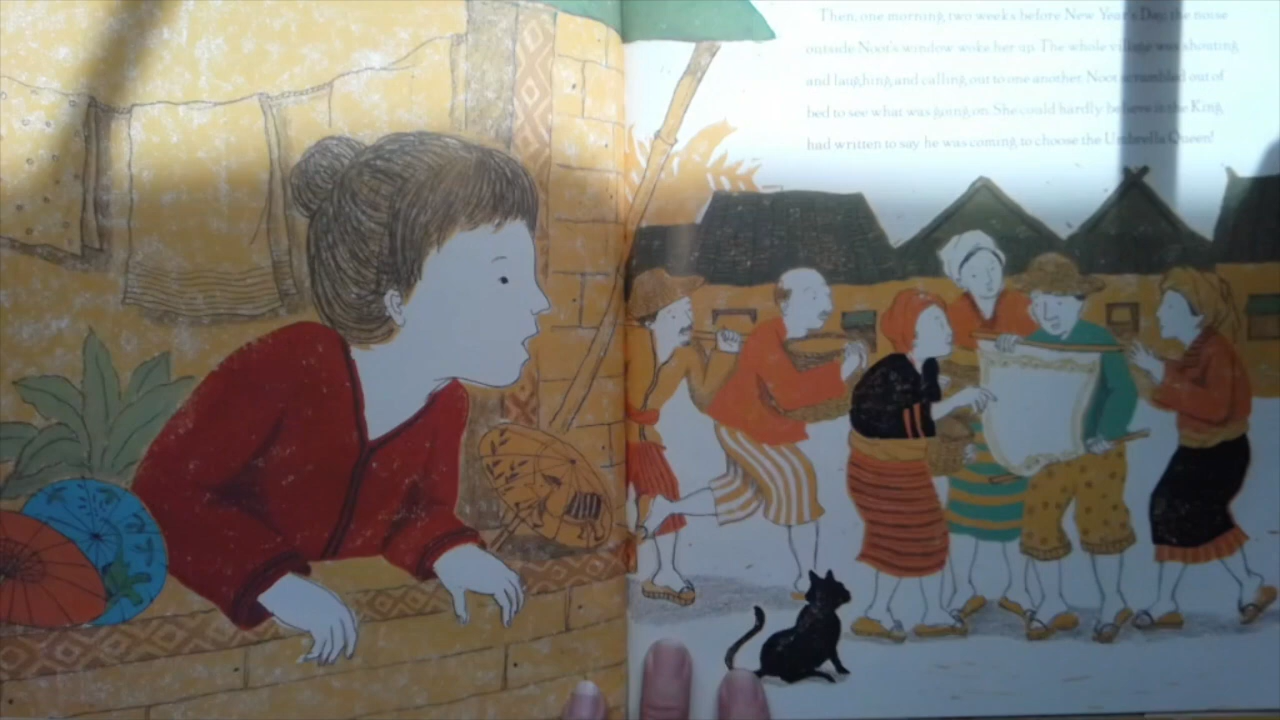 Then, one morning, two weeks before New Year's Day, the noise
outside Noot's window woke her up. The whole village was shouting
and laughing and calling out to one another. Noot scrambled out of
bed to see what was going on. She could hardly believe it: the King
had written to say he was coming to choose the Umbrella Queen!